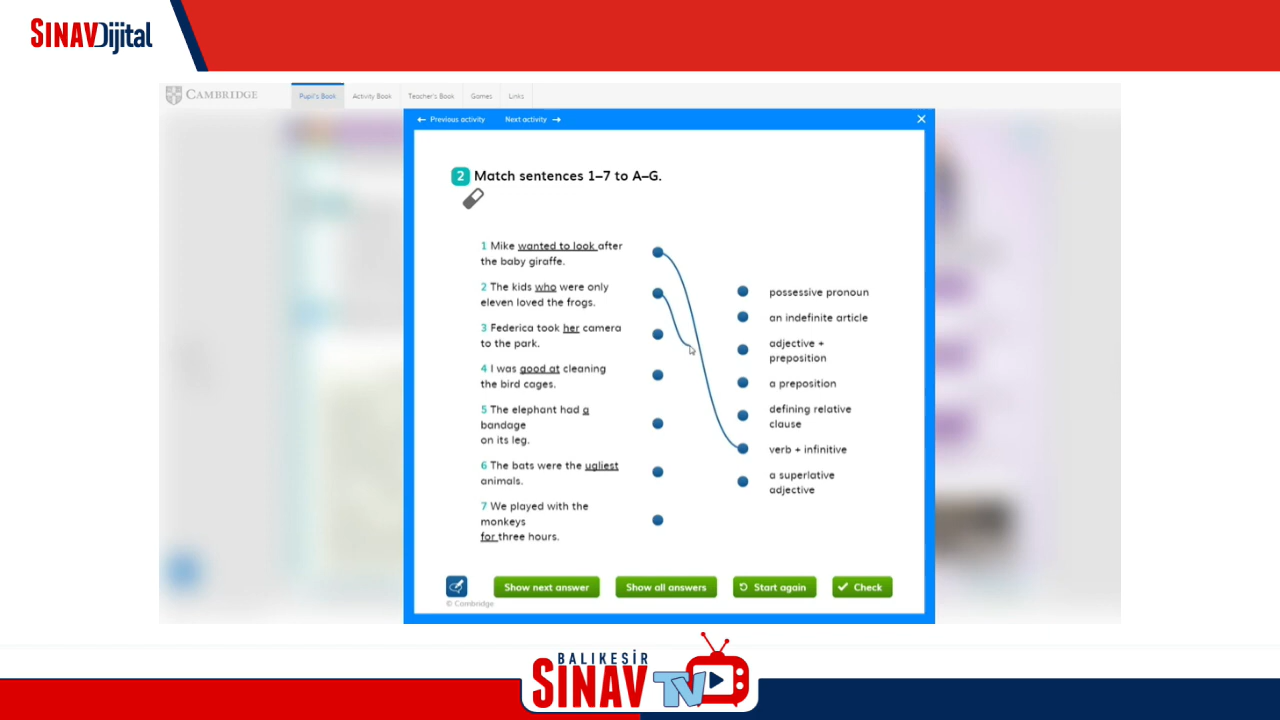 SINAVDijital
CAMBRIDGE
Pupil's Book
Activity Book
Teacher's Book
Games
Links
Previous activity
Next activity
2 Match sentences 1–7 to A–G.
1 Mike wanted to look after
the baby giraffe.
2 The kids who were only
eleven loved the frogs.
3 Federica took her camera
to the park.
4 I was good at cleaning
the bird cages.
5 The elephant had a
bandage
on its leg.
6 The bats were the ugliest
animals.
7 We played with the
monkeys
for three hours.
possessive pronoun
an indefinite article
adjective +
preposition
a preposition
defining relative
clause
verb + infinitive
a superlative
adjective
Show next answer
Show all answers
Start again
Check
© Cambridge
BALIKESİR
SINAV TV